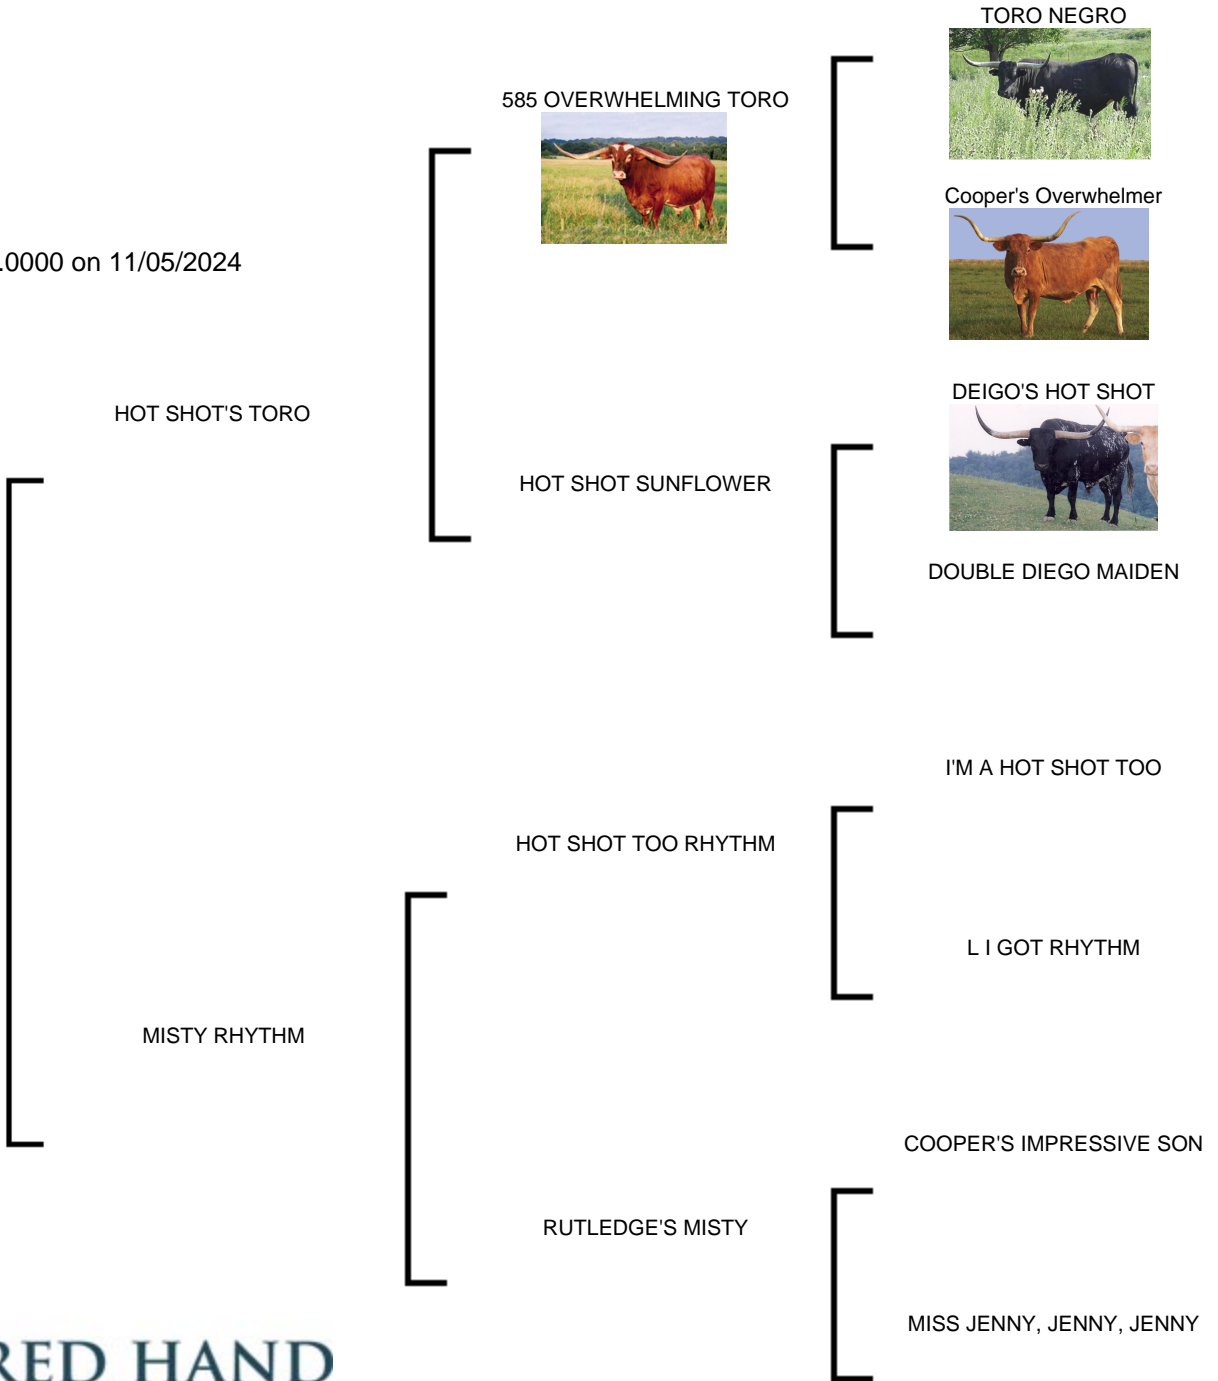 TORO NEGRO
585 OVERWHELMING TORO
Cooper's Overwhelmer
.0000 on 11/05/2024
DEIGO'S HOT SHOT
HOT SHOT'S TORO
HOT SHOT SUNFLOWER
DOUBLE DIEGO MAIDEN
I'M A HOT SHOT TOO
HOT SHOT TOO RHYTHM
L I GOT RHYTHM
MISTY RHYTHM
COOPER'S IMPRESSIVE SON
RUTLEDGE'S MISTY
MISS JENNY, JENNY, JENNY
RED HAND